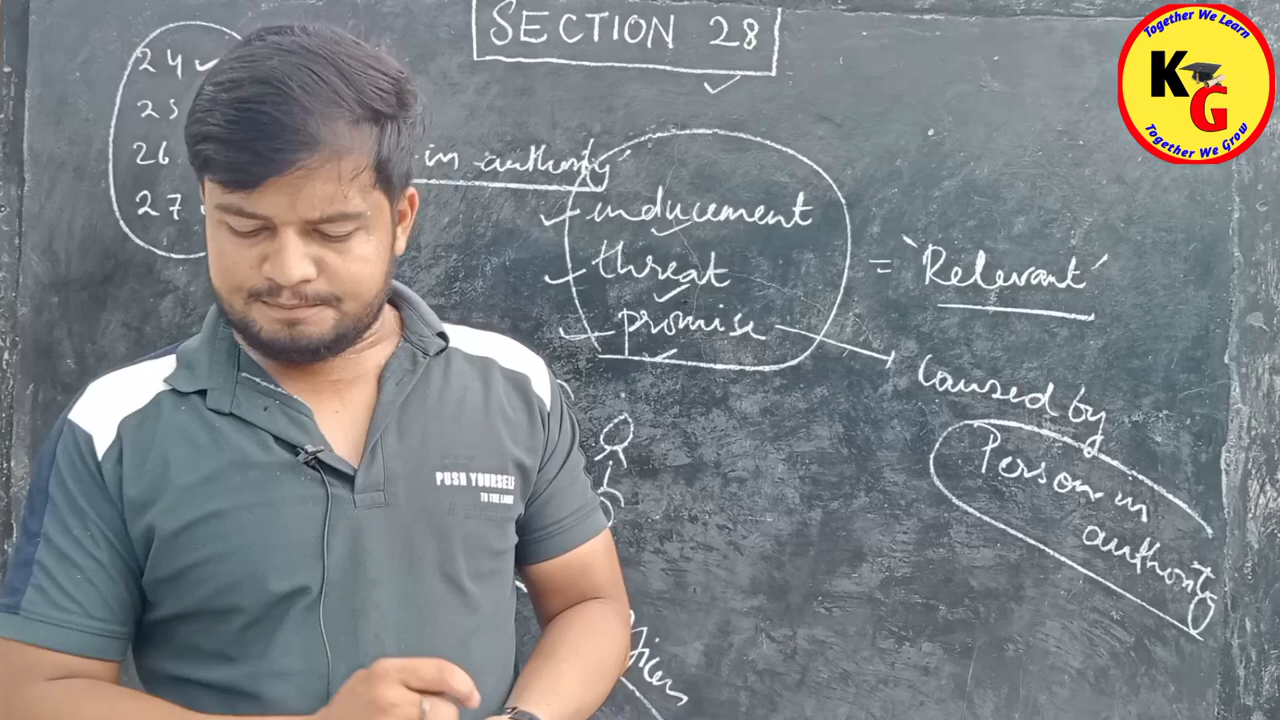 SECTION 28
24
25
26
27
in authority
inducement
threat
promise
= 'Relevant'
Caused by
Person in
authority
PUSH YOURSELF
TO THE LIMIT
Together We Learn
KG
Together We Grow